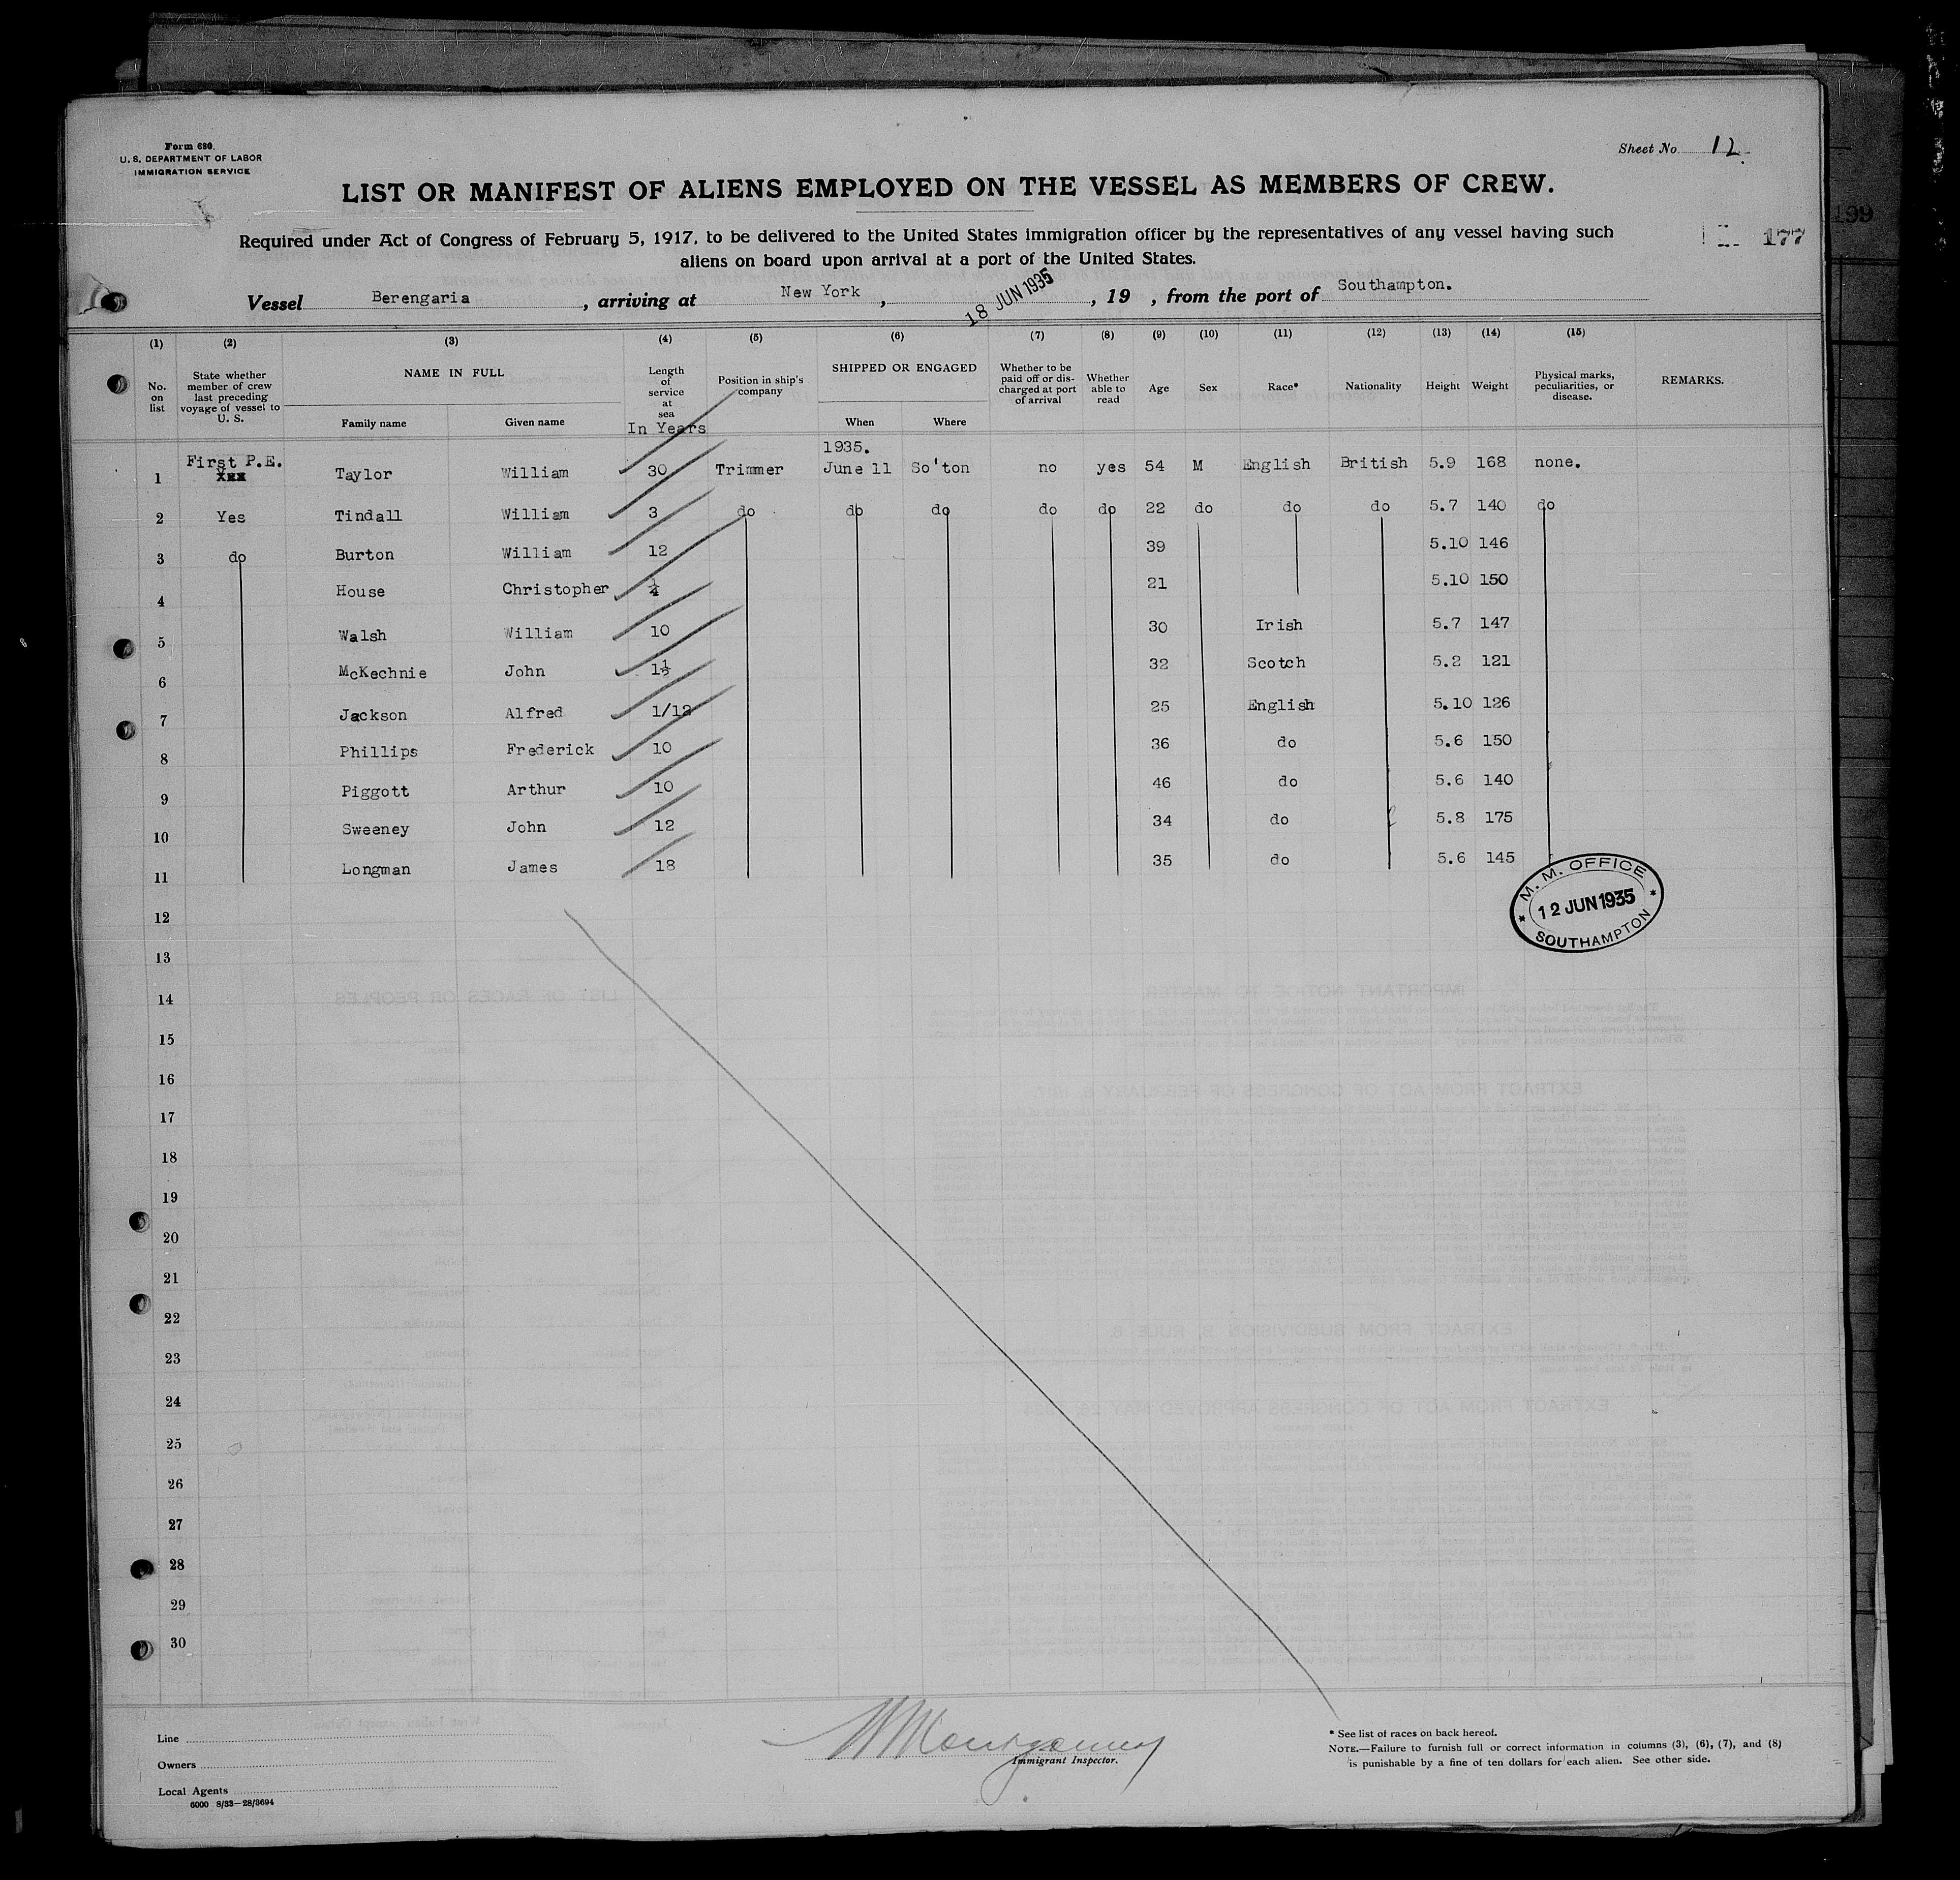 Form 680.
U. S. DEPARTMENT OF LABOR
IMMIGRATION SERVICE
Sheet No 12
LIST OR MANIFEST OF ALIENS EMPLOYED ON THE VESSEL AS MEMBERS OF CREW.
Required under Act of Congress of February 5, 1917, to be delivered to the United States immigration officer by the representatives of any vessel having such
aliens on board upon arrival at a port of the United States.
177
199
Vessel Berengaria, arriving at New York, 18 JUN 1935, 19 , from the port of Southampton.
(1) (2) (3) (4) (5) (6) (7) (8) (9) (10) (11) (12) (13) (14) (15)
No. on list
State whether member of crew last preceding voyage of vessel to U. S.
NAME IN FULL
Family name Given name
Length of service at sea
In Years
Position in ship's company
SHIPPED OR ENGAGED
When Where
Whether to be paid off or discharged at port of arrival
Whether able to read
Age Sex Race* Nationality Height Weight
Physical marks, peculiarities, or disease.
REMARKS.
First P.E. 1935.
1 Taylor William 30 Trimmer June 11 So'ton no yes 54 M English British 5.9 168 none.
2 Yes Tindall William 3 do do do do do 22 do do do 5.7 140 do
3 do Burton William 12 39 5.10 146
4 House Christopher ¼ 21 5.10 150
5 Walsh William 10 30 Irish 5.7 147
6 McKechnie John 32 Scotch 5.2 121
7 Jackson Alfred 1/12 25 English 5.10 126
8 Phillips Frederick 10 36 do 5.6 150
9 Piggott Arthur 10 46 do 5.6 140
10 Sweeney John 12 34 do 5.8 175
11 Longman James 18 35 do 5.6 145
M. M. OFFICE
12 JUN 1935
SOUTHAMPTON
12
13
14
15
16
17
18
19
20
21
22
23
24
25
26
27
28
29
30
Line
Owners
Local Agents
6000 8/33—28/3694
Montgomery
Immigrant Inspector.
* See list of races on back hereof.
NOTE.—Failure to furnish full or correct information in columns (3), (6), (7), and (8)
is punishable by a fine of ten dollars for each alien. See other side.